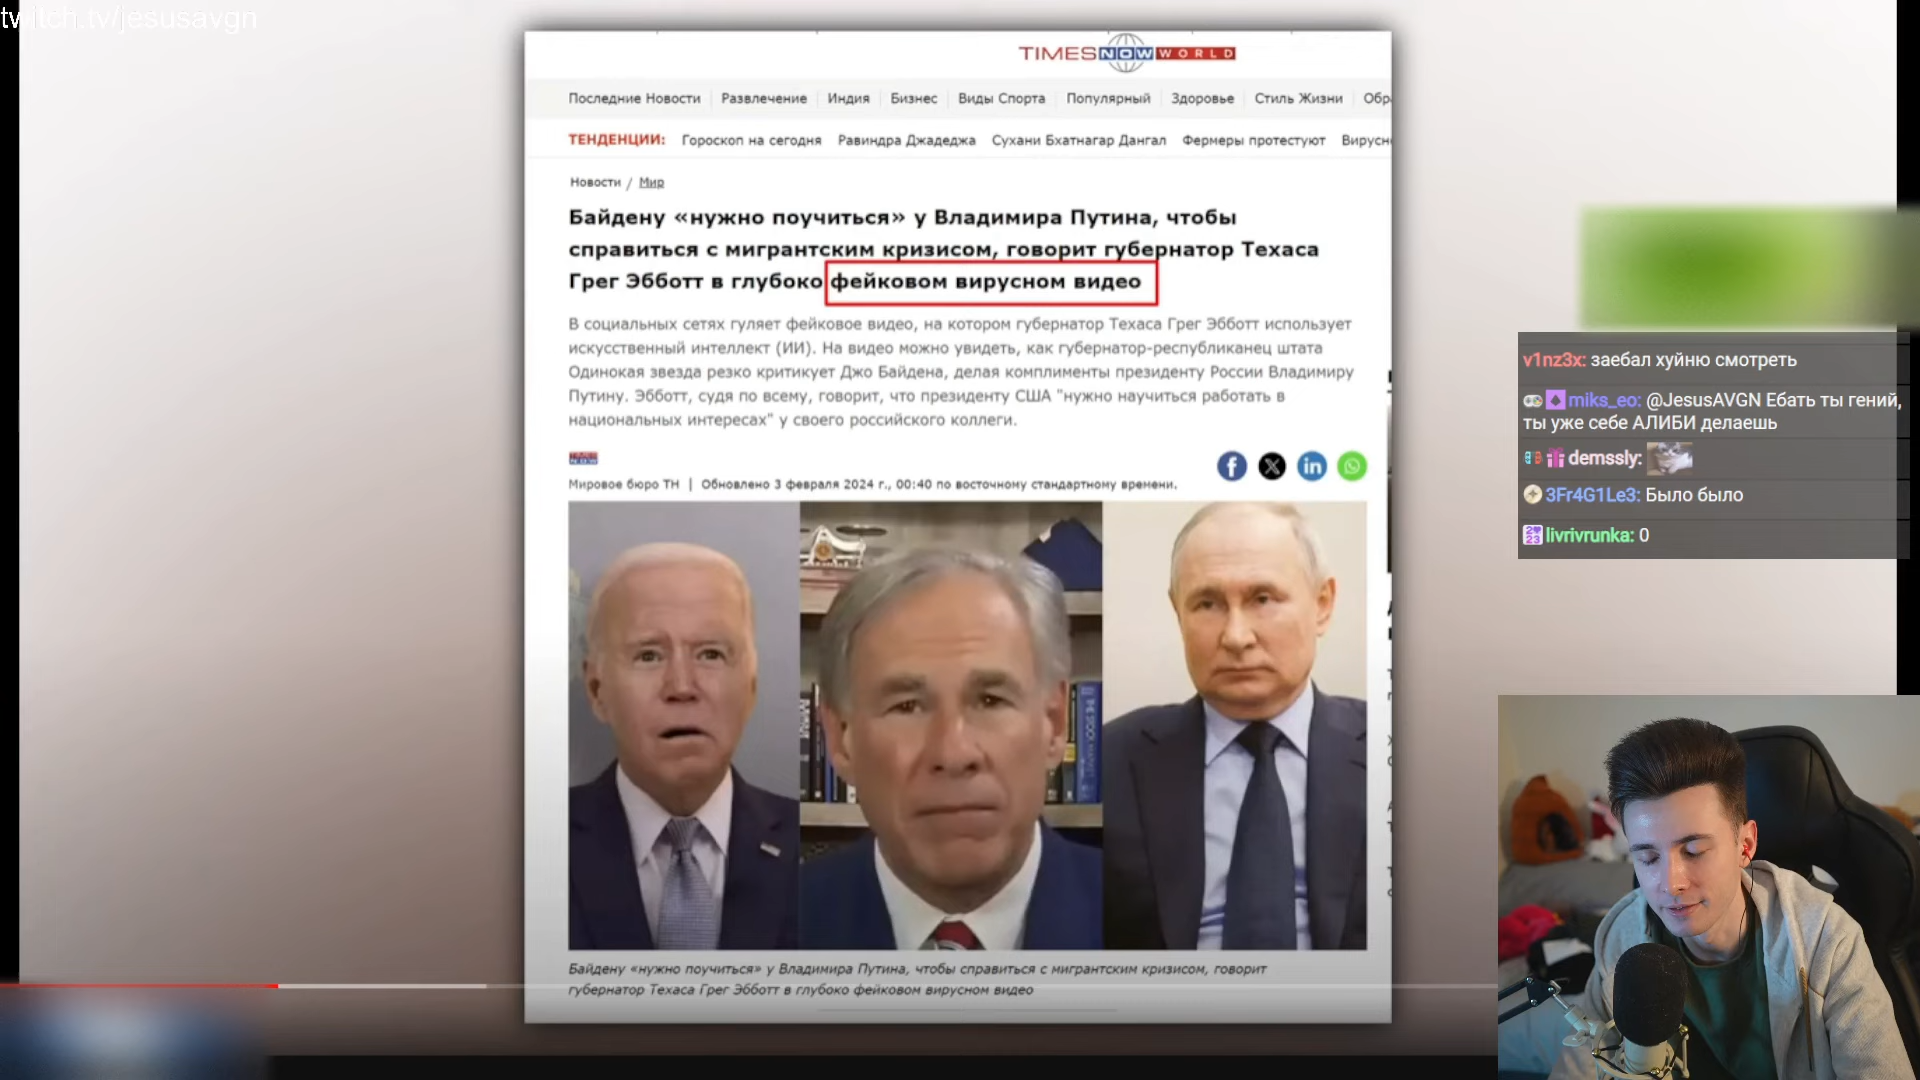 twitch.tv/jesusavgn
TIMES NOW WORLD
Последние Новости Развлечение Индия Бизнес Виды Спорта Популярный Здоровье Стиль Жизни Обра
ТЕНДЕНЦИИ: Гороскоп на сегодня Равиндра Джадеджа Сухани Бхатнагар Дангал Фермеры протестуют Вирусн
Новости / Мир
Байдену «нужно поучиться» у Владимира Путина, чтобы
справиться с мигрантским кризисом, говорит губернатор Техаса
Грег Эбботт в глубоко фейковом вирусном видео
В социальных сетях гуляет фейковое видео, на котором губернатор Техаса Грег Эбботт использует
искусственный интеллект (ИИ). На видео можно увидеть, как губернатор-республиканец штата
Одинокая звезда резко критикует Джо Байдена, делая комплименты президенту России Владимиру
Путину. Эбботт, судя по всему, говорит, что президенту США "нужно научиться работать в
национальных интересах" у своего российского коллеги.
Мировое бюро TH | Обновлено 3 февраля 2024 г., 00:40 по восточному стандартному времени.
Байдену «нужно поучиться» у Владимира Путина, чтобы справиться с мигрантским кризисом, говорит
губернатор Техаса Грег Эбботт в глубоко фейковом вирусном видео
v1nz3x: заебал хуйню смотреть
miks_eo: @JesusAVGN Ебать ты гений,
ты уже себе АЛИБИ делаешь
demssly:
3Fr4G1Le3: Было было
livrivrunka: 0